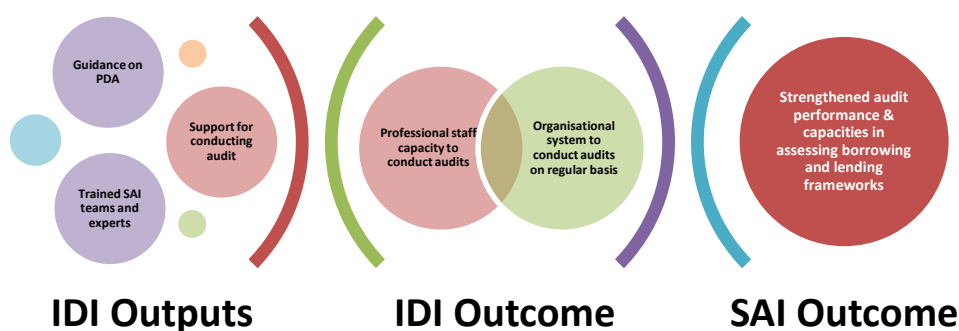 Guidance on
PDA
Support for
conducting
audit
Trained SAI
teams and
experts
Professional staff
capacity to
conduct audits
Organisational
system to
conduct audits
on regular basis
Strengthened audit
performance &
capacities in
assessing borrowing
and lending
frameworks
IDI Outputs
IDI Outcome
SAI Outcome